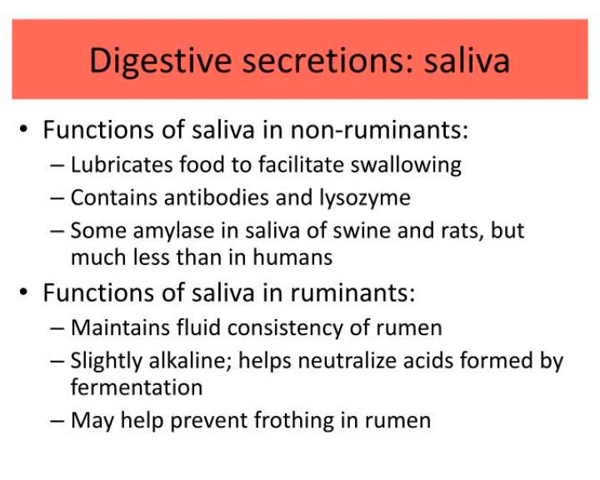 Digestive secretions: saliva
• Functions of saliva in non-ruminants:
– Lubricates food to facilitate swallowing
– Contains antibodies and lysozyme
– Some amylase in saliva of swine and rats, but
much less than in humans
• Functions of saliva in ruminants:
– Maintains fluid consistency of rumen
– Slightly alkaline; helps neutralize acids formed by
fermentation
– May help prevent frothing in rumen